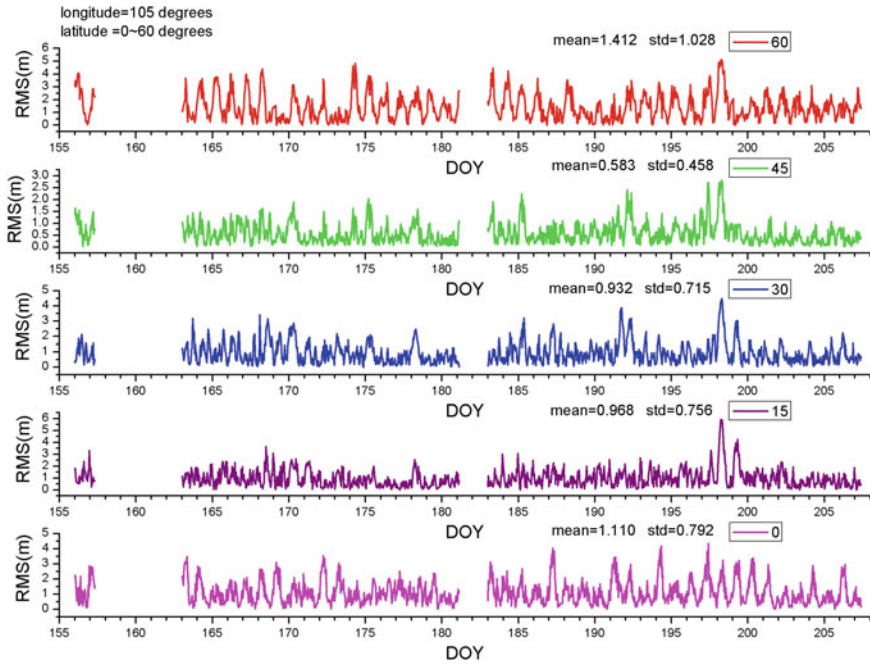 longitude=105 degrees
latitude =0~60 degrees
mean=1.412 std=1.028 60
RMS(m)
5
4
3
2
1
0
155 160 165 170 175 180 185 190 195 200 205
DOY
mean=0.583 std=0.458 45
RMS(m)
3.0
2.5
2.0
1.5
1.0
0.5
0.0
155 160 165 170 175 180 185 190 195 200 205
DOY
mean=0.932 std=0.715 30
RMS(m)
5
4
3
2
1
0
155 160 165 170 175 180 185 190 195 200 205
DOY
mean=0.968 std=0.756 15
RMS(m)
6
5
4
3
2
1
0
155 160 165 170 175 180 185 190 195 200 205
DOY
mean=1.110 std=0.792 0
RMS(m)
5
4
3
2
1
0
155 160 165 170 175 180 185 190 195 200 205
DOY